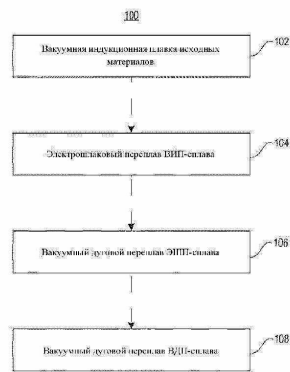 100
Вакуумная индукционная плавка исходных
материалов
102
Электрошлаковый переплав ВИП-сплава
104
Вакуумный дуговой переплав ЭШП-сплава
106
Вакуумный дуговой переплав ВДП-сплава
108